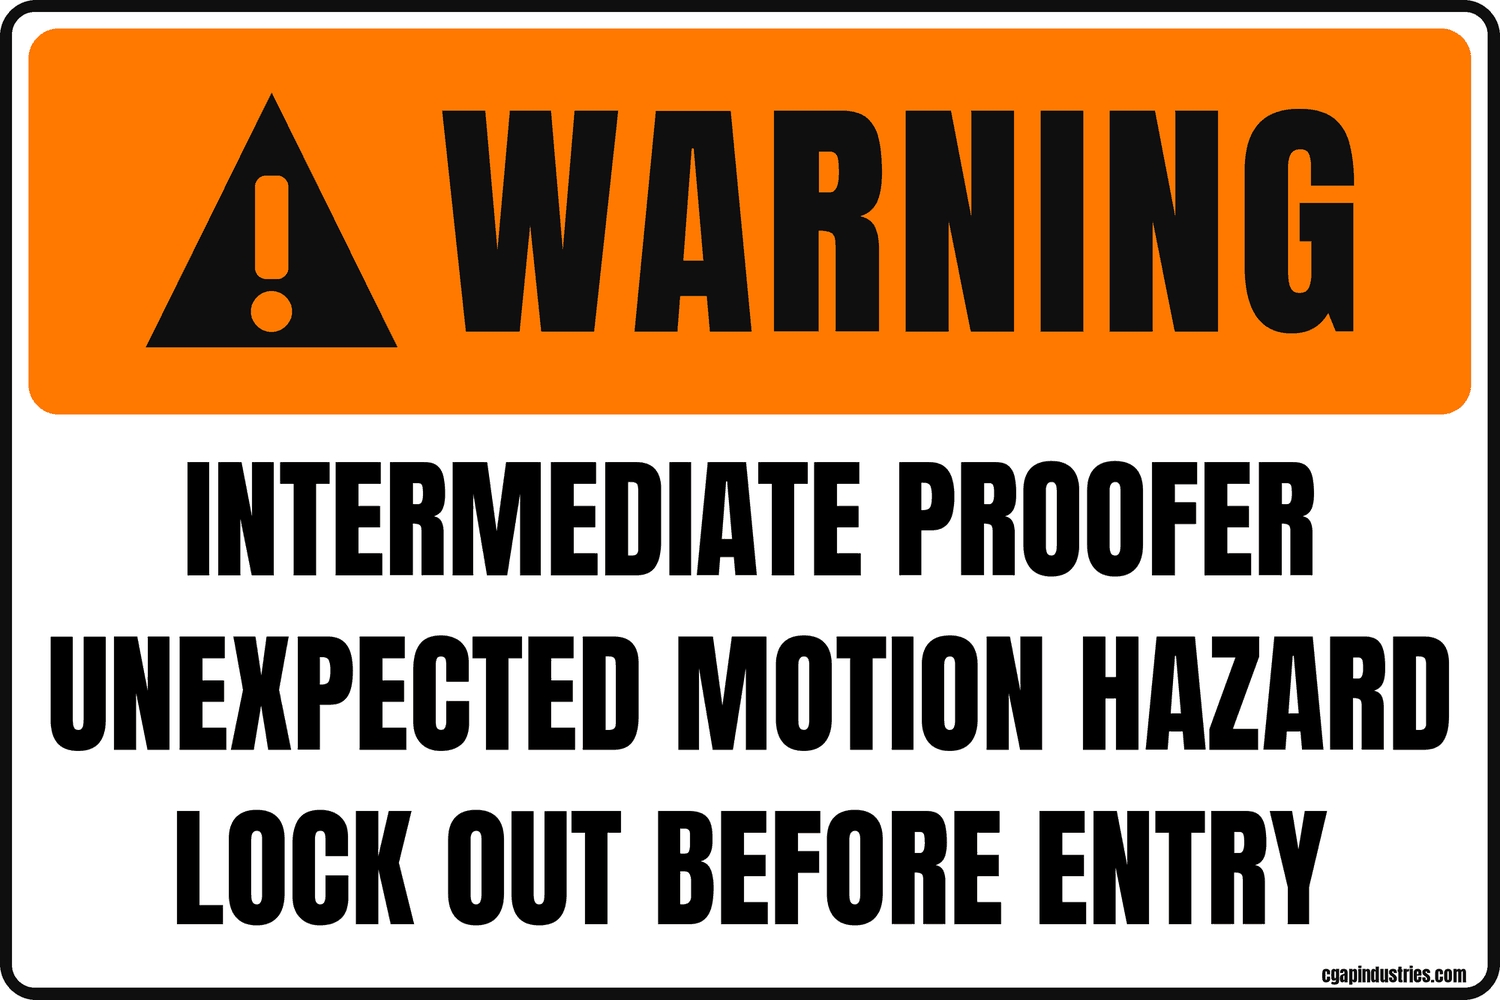 WARNING
INTERMEDIATE PROOFER
UNEXPECTED MOTION HAZARD
LOCK OUT BEFORE ENTRY
cgapindustries.com